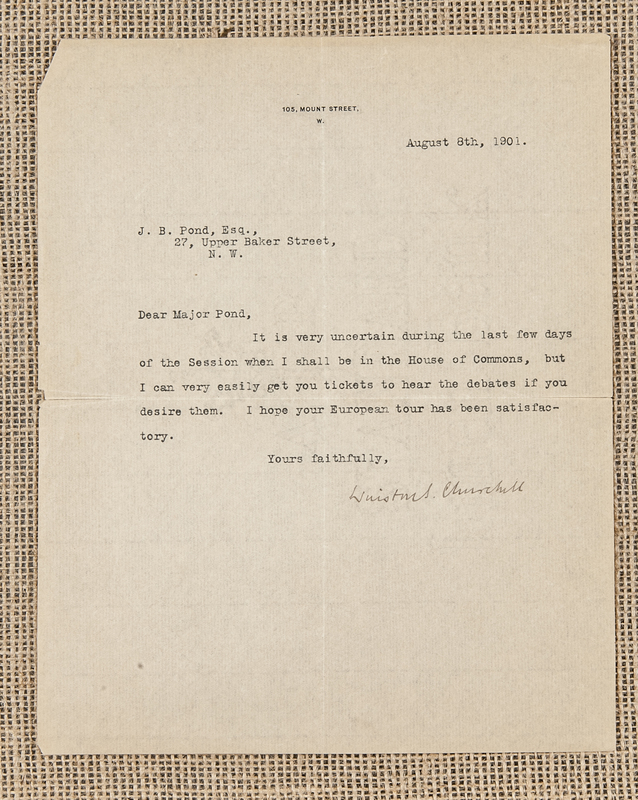 105, MOUNT STREET,
W.
August 8th, 1901.
J. B. Pond, Esq.,
27, Upper Baker Street,
N. W.
Dear Major Pond,
It is very uncertain during the last few days
of the Session when I shall be in the House of Commons, but
I can very easily get you tickets to hear the debates if you
desire them. I hope your European tour has been satisfac-
tory.
Yours faithfully,
Winston S. Churchill